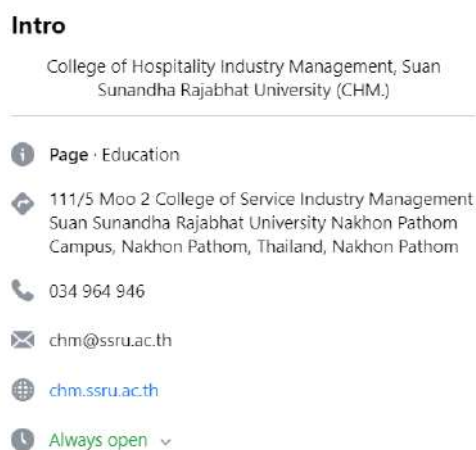 Intro
College of Hospitality Industry Management, Suan
Sunandha Rajabhat University (CHM.)
Page · Education
111/5 Moo 2 College of Service Industry Management
Suan Sunandha Rajabhat University Nakhon Pathom
Campus, Nakhon Pathom, Thailand, Nakhon Pathom
034 964 946
chm@ssru.ac.th
chm.ssru.ac.th
Always open